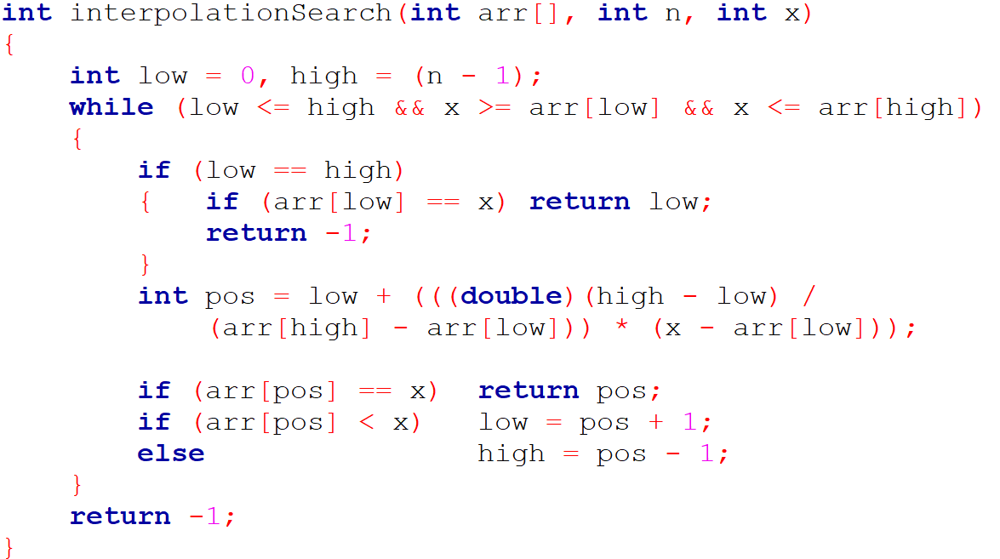 int interpolationSearch(int arr[], int n, int x)
{
    int low = 0, high = (n - 1);
    while (low <= high && x >= arr[low] && x <= arr[high])
    {
        if (low == high)
        {   if (arr[low] == x) return low;
            return -1;
        }
        int pos = low + (((double)(high - low) /
            (arr[high] - arr[low])) * (x - arr[low]));

        if (arr[pos] == x)  return pos;
        if (arr[pos] < x)   low = pos + 1;
        else                high = pos - 1;
    }
    return -1;
}